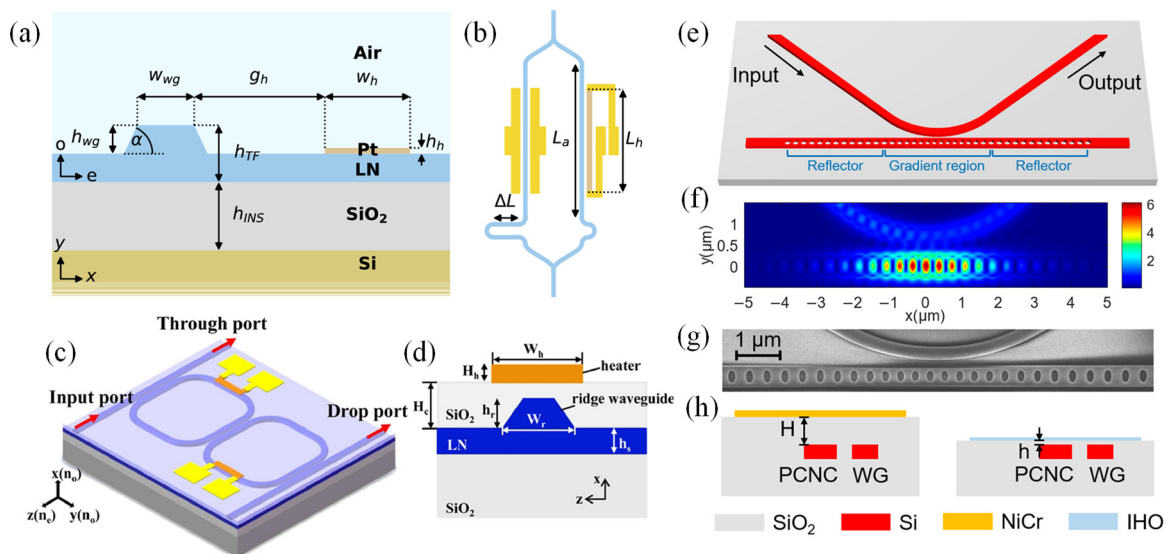 (a)
Air
w_wg
g_h
w_h
h_wg
α
h_TF
Pt
h_h
LN
o
e
h_INS
SiO₂
y
x
Si
(b)
L_a
L_h
ΔL
(c)
Through port
Input port
Drop port
x(n_o)
z(n_e)
y(n_o)
(d)
W_h
H_h
heater
H_c
SiO₂
h_r
ridge waveguide
W_r
LN
h_s
x
z
SiO₂
(e)
Input
Output
Reflector
Gradient region
Reflector
(f)
y(μm)
1
0.5
0
−5
−4
−3
−2
−1
0
1
2
3
4
5
x(μm)
6
4
2
(g)
1 μm
(h)
H
PCNC
WG
h
PCNC
WG
SiO₂
Si
NiCr
IHO